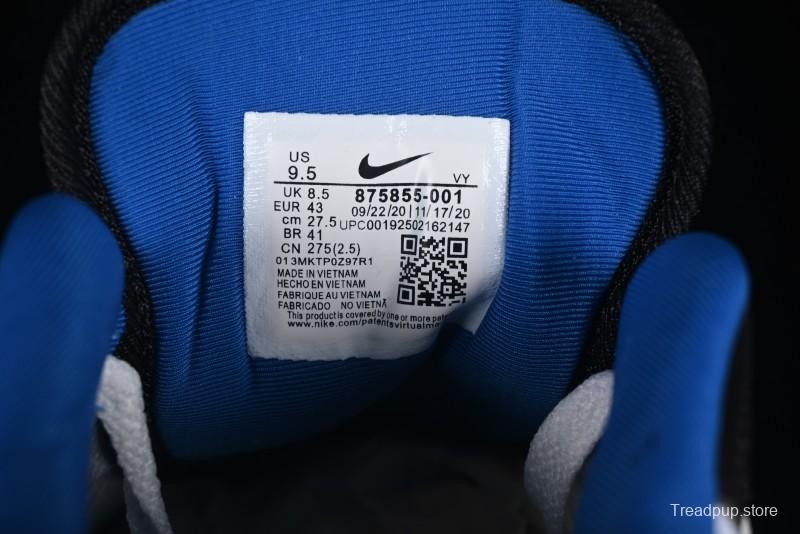 US
9.5
VY
UK 8.5 875855-001
EUR 43 09/22/20|11/17/20
cm 27.5 UPC00192502162147
BR 41
CN 275(2.5)
013MKTP0Z97R1
MADE IN VIETNAM
HECHO EN VIETNAM
FABRIQUE AU VIETNAM
FABRICADO NO VIETNÃ
This product is covered by one or more
www.nike.com/patentsvirtual
Treadpup.store